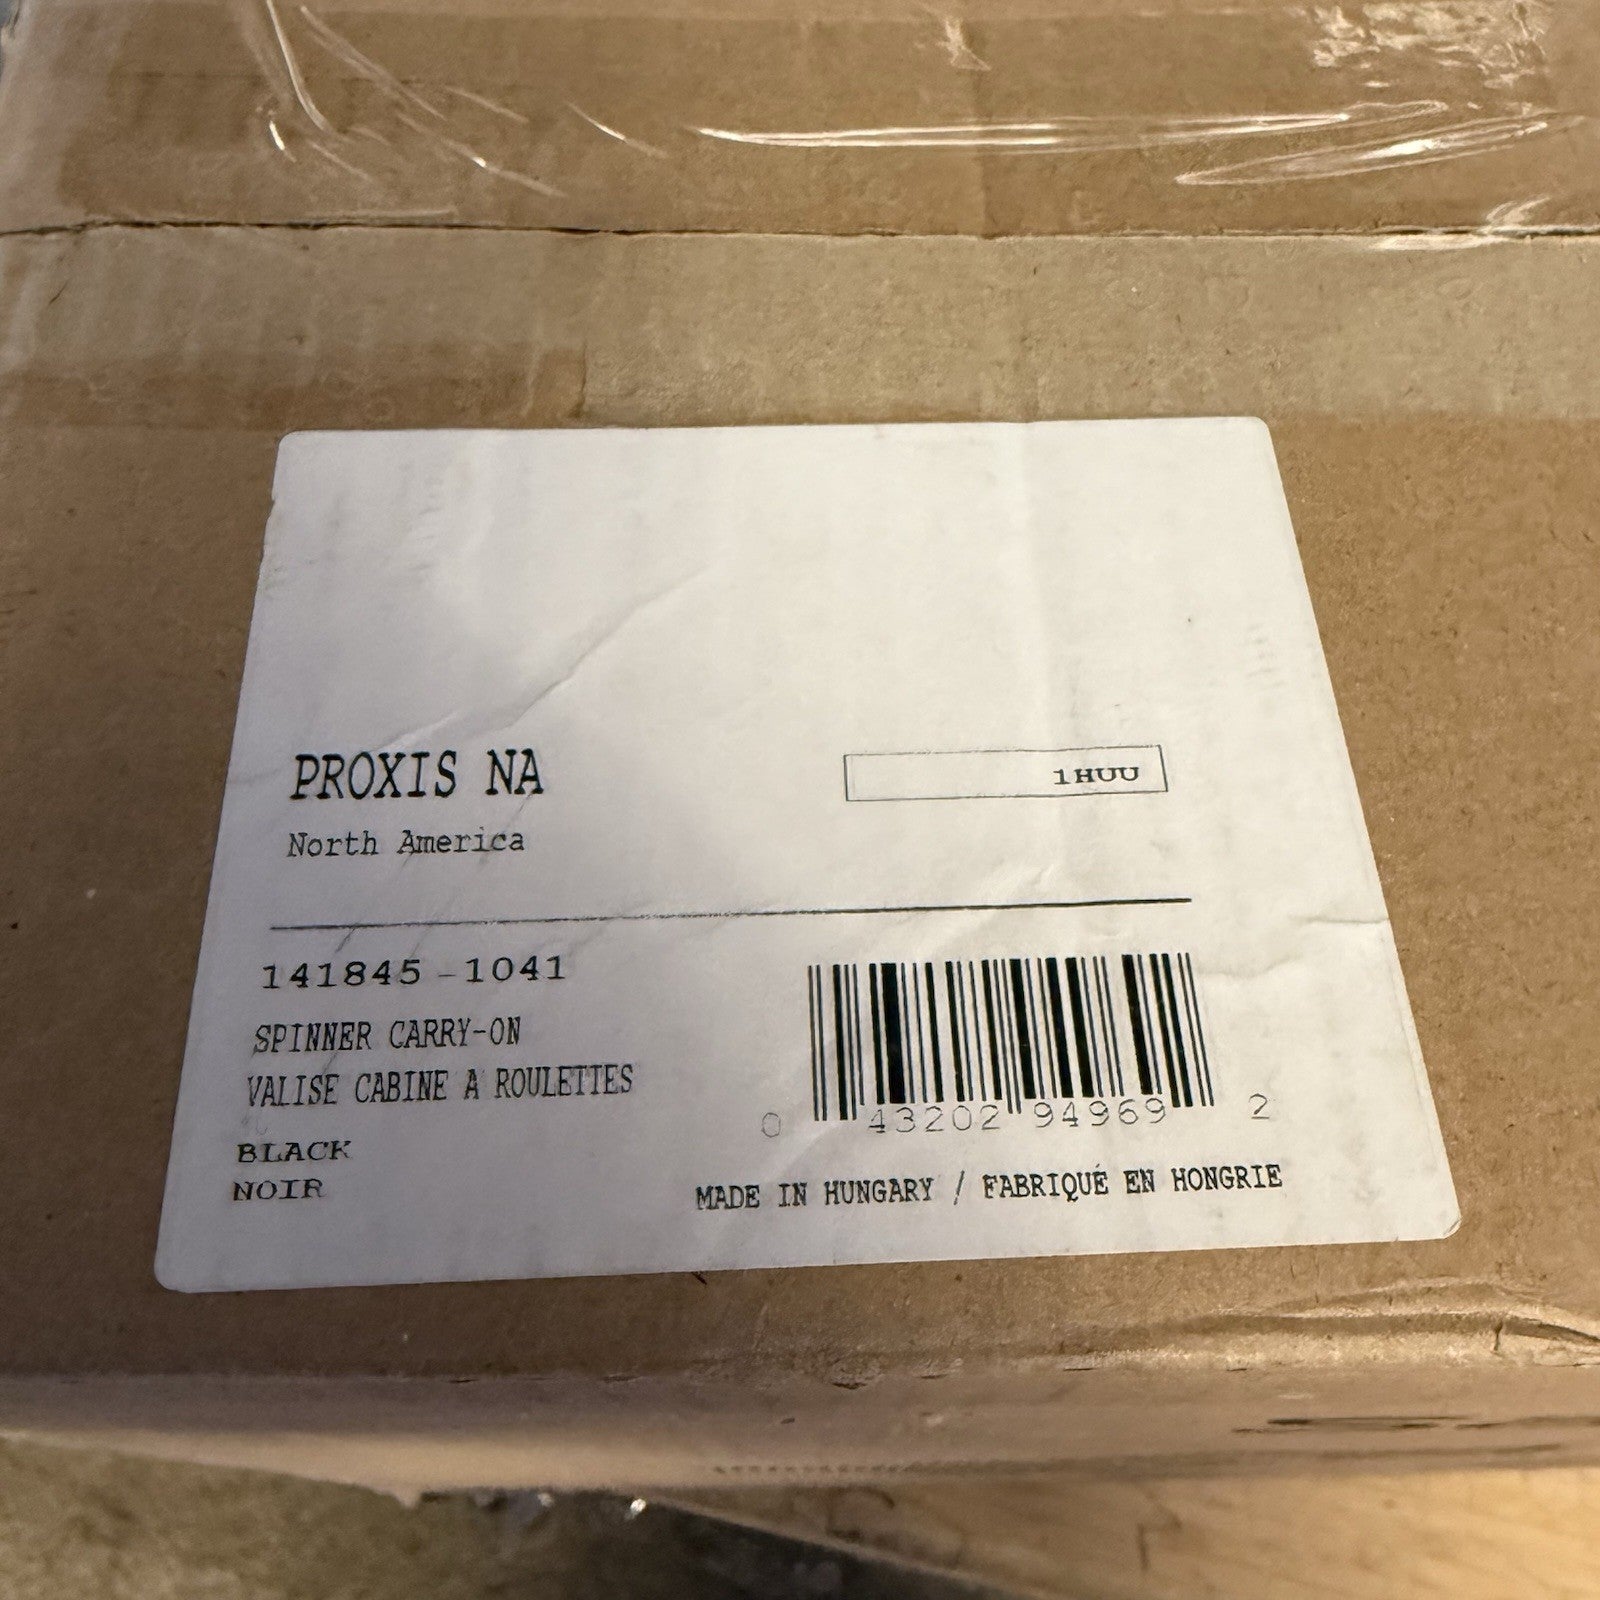 PROXIS NA
1HUU
North America
141845-1041
SPINNER CARRY-ON
VALISE CABINE A ROULETTES
BLACK
NOIR
0 43202 94969 2
MADE IN HUNGARY / FABRIQUÉ EN HONGRIE